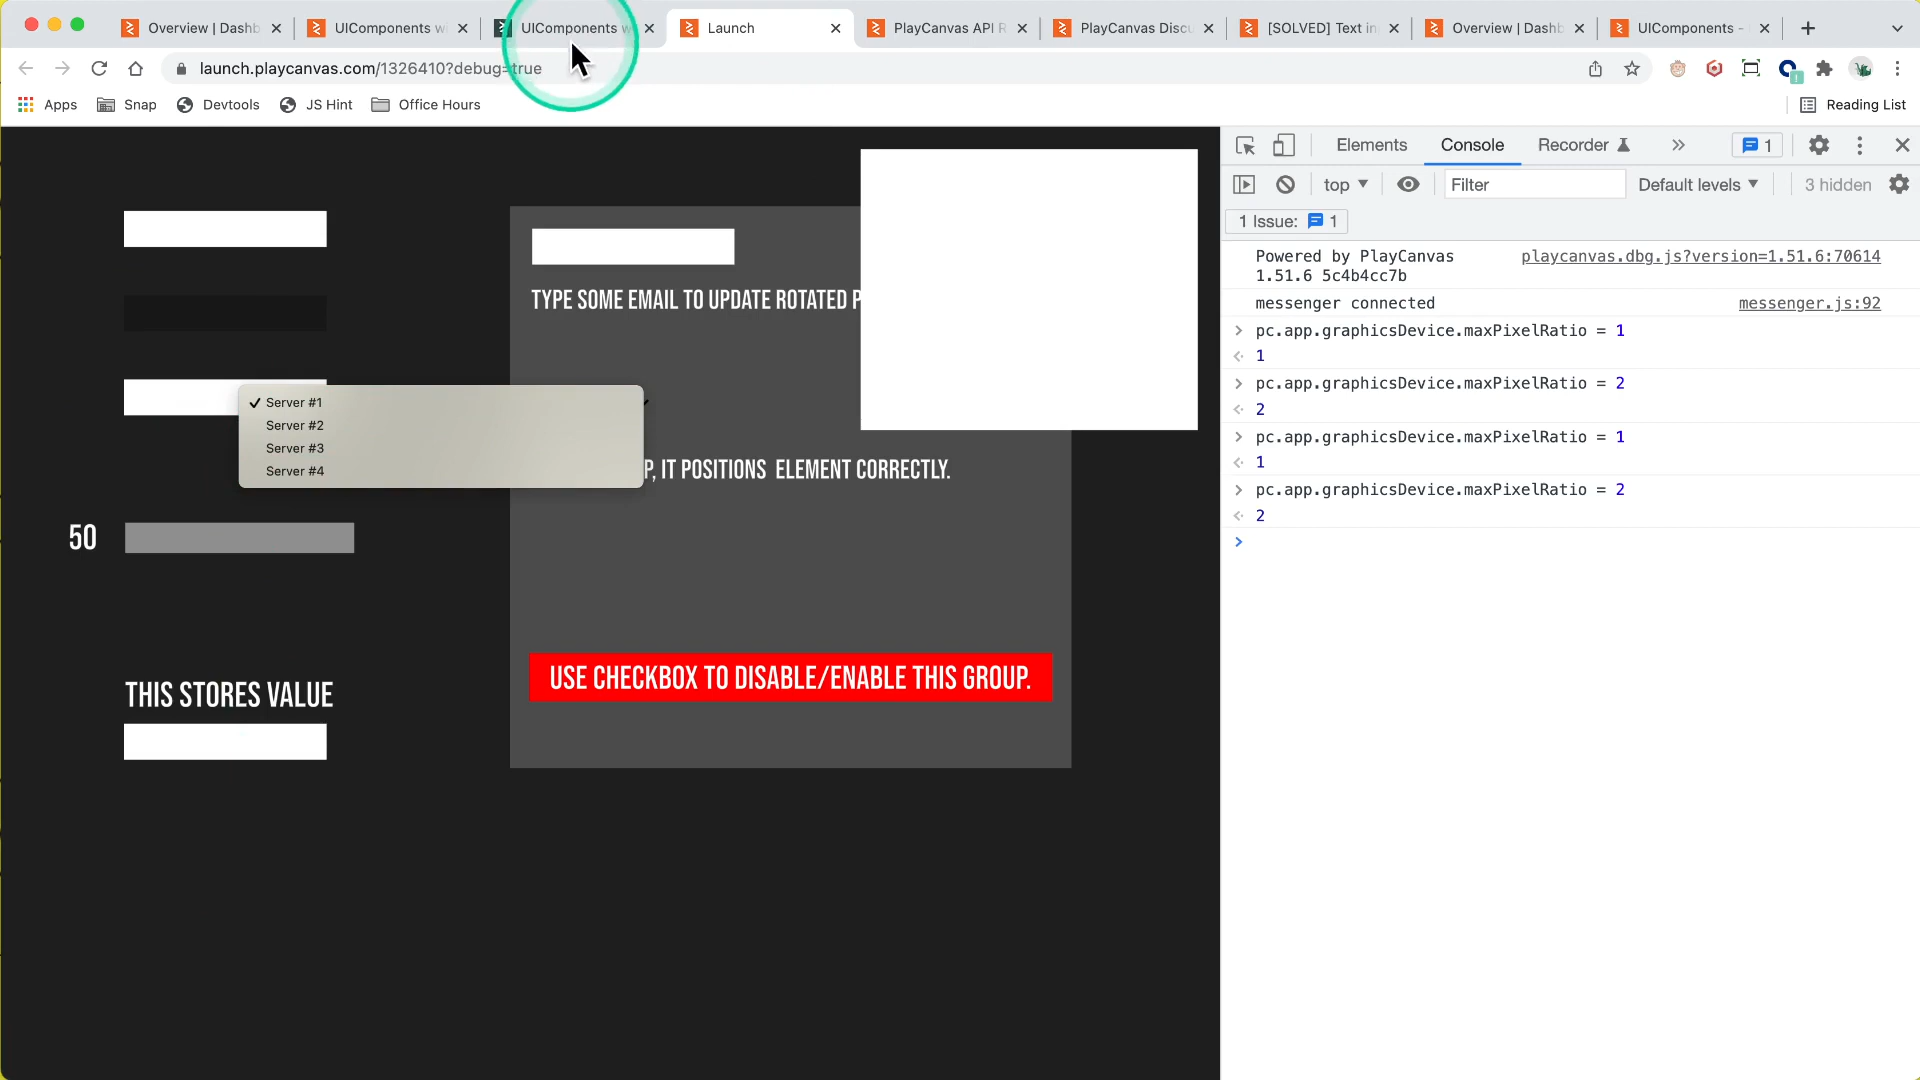 Overview | Dashb
UIComponents w
UIComponents w
Launch
PlayCanvas API R
PlayCanvas Discu
[SOLVED] Text in
Overview | Dashb
UIComponents -
launch.playcanvas.com/1326410?debug=true
Apps
Snap
Devtools
JS Hint
Office Hours
Reading List
Elements
Console
Recorder
1
top
Filter
Default levels
3 hidden
1 Issue: 1
Powered by PlayCanvas
1.51.6 5c4b4cc7b
playcanvas.dbg.js?version=1.51.6:70614
messenger connected
messenger.js:92
> pc.app.graphicsDevice.maxPixelRatio = 1
1
> pc.app.graphicsDevice.maxPixelRatio = 2
2
> pc.app.graphicsDevice.maxPixelRatio = 1
1
> pc.app.graphicsDevice.maxPixelRatio = 2
2
>
TYPE SOME EMAIL TO UPDATE ROTATED P
Server #1
Server #2
Server #3
Server #4
P, IT POSITIONS ELEMENT CORRECTLY.
50
USE CHECKBOX TO DISABLE/ENABLE THIS GROUP.
THIS STORES VALUE